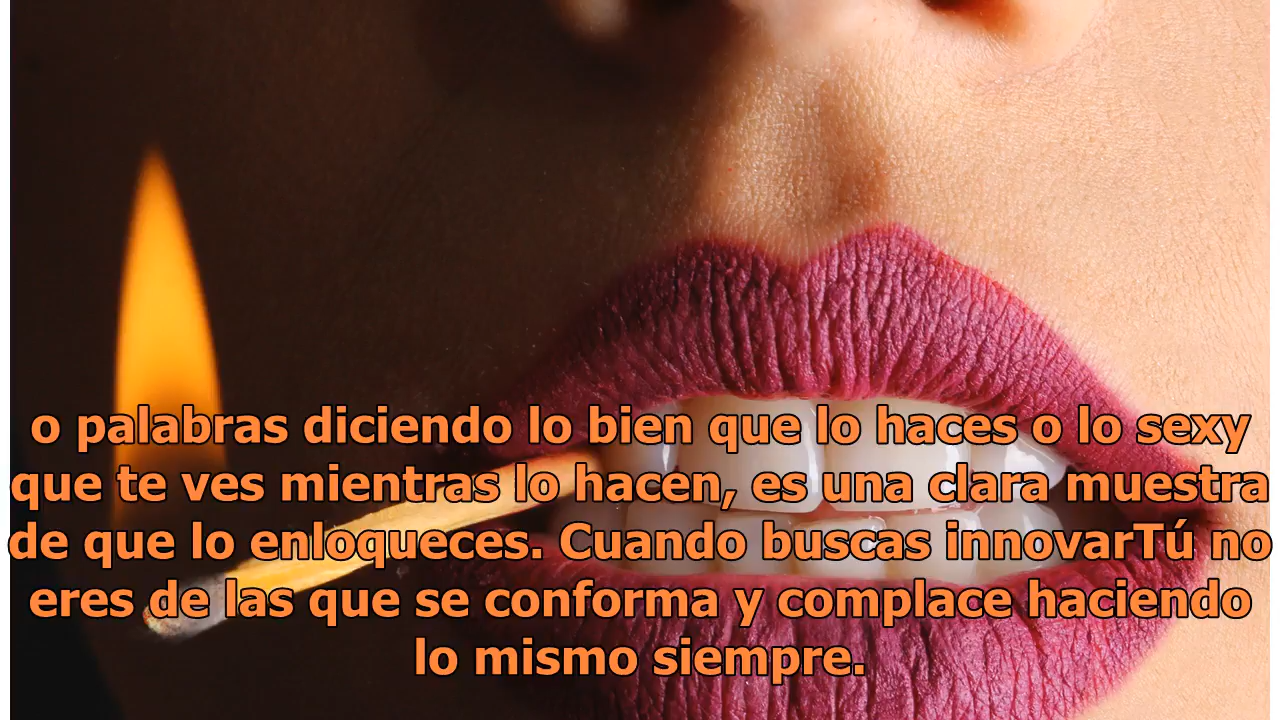 o palabras diciendo lo bien que lo haces o lo sexy
que te ves mientras lo hacen, es una clara muestra
de que lo enloqueces. Cuando buscas innovarTú no
eres de las que se conforma y complace haciendo
lo mismo siempre.